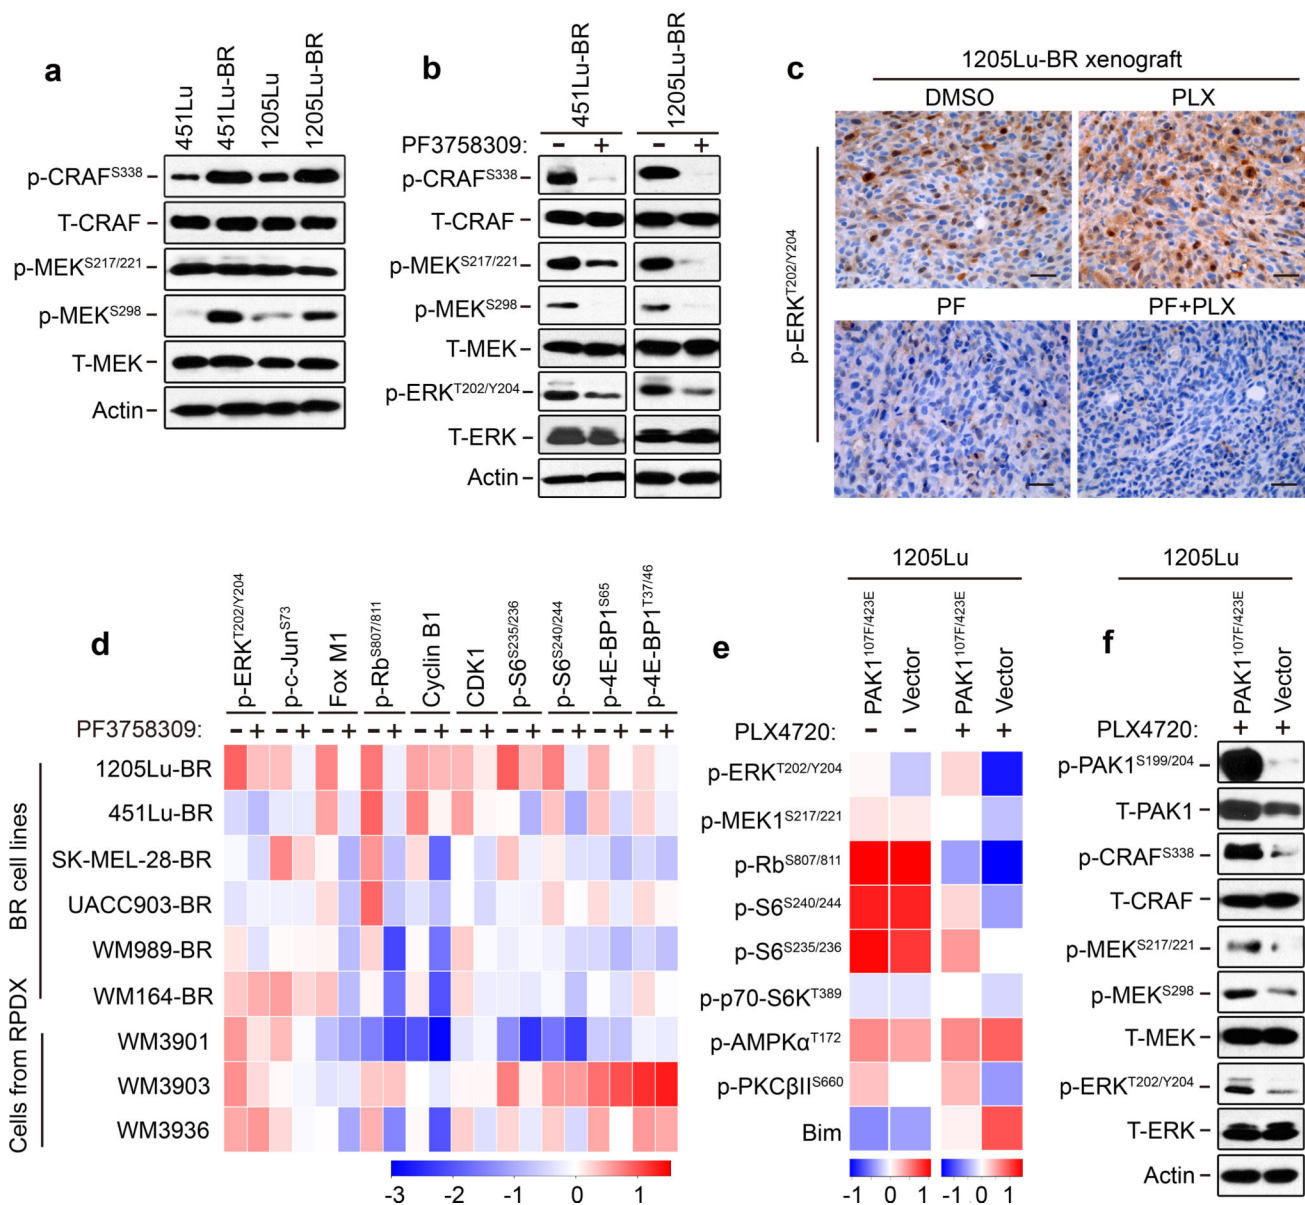 a
451Lu
451Lu-BR
1205Lu
1205Lu-BR
p-CRAF^S338
T-CRAF
p-MEK^S217/221
p-MEK^S298
T-MEK
Actin
b
451Lu-BR
1205Lu-BR
PF3758309: − + − +
p-CRAF^S338
T-CRAF
p-MEK^S217/221
p-MEK^S298
T-MEK
p-ERK^T202/Y204
T-ERK
Actin
c
1205Lu-BR xenograft
DMSO PLX
PF PF+PLX
p-ERK^T202/Y204
d
p-ERK^T202/Y204
p-c-Jun^S73
Fox M1
p-Rb^S807/811
Cyclin B1
CDK1
p-S6^S235/236
p-S6^S240/244
p-4E-BP1^S65
p-4E-BP1^T37/46
PF3758309: − + − + − + − + − + − + − + − + − + − +
BR cell lines
1205Lu-BR
451Lu-BR
SK-MEL-28-BR
UACC903-BR
WM989-BR
WM164-BR
Cells from RPDX
WM3901
WM3903
WM3936
-3 -2 -1 0 1
e
1205Lu
PAK1^107F/423E
Vector
PAK1^107F/423E
Vector
PLX4720: − − + +
p-ERK^T202/Y204
p-MEK1^S217/221
p-Rb^S807/811
p-S6^S240/244
p-S6^S235/236
p-p70-S6K^T389
p-AMPKα^T172
p-PKCβII^S660
Bim
-1 0 1 -1 0 1
f
1205Lu
PAK1^107F/423E
Vector
PLX4720: + +
p-PAK1^S199/204
T-PAK1
p-CRAF^S338
T-CRAF
p-MEK^S217/221
p-MEK^S298
T-MEK
p-ERK^T202/Y204
T-ERK
Actin